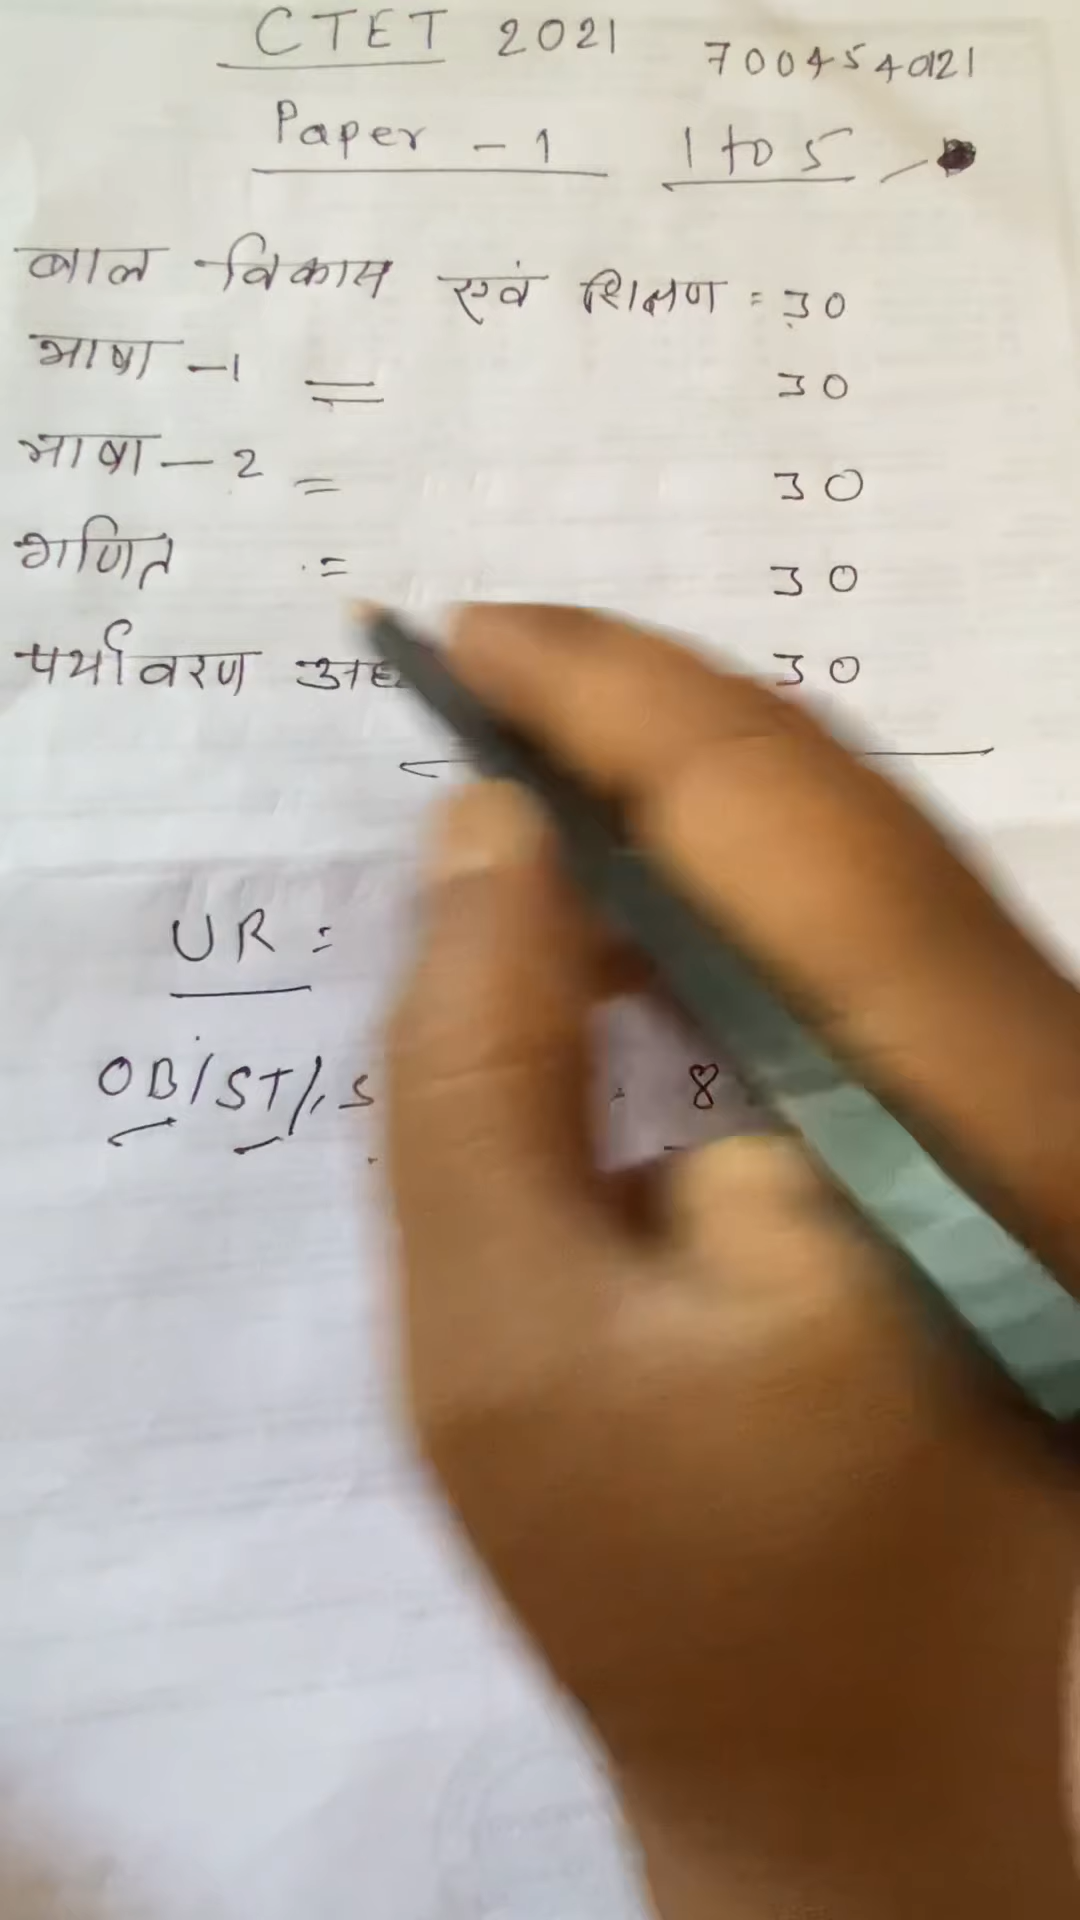 CTET 2021 7004540121
Paper - 1 1 to 5
बाल विकास एवं शिक्षण = 30
भाषा -1 = 30
भाषा - 2 = 30
गणित = 30
पर्यावरण 30
UR =
OB/ST/S 8